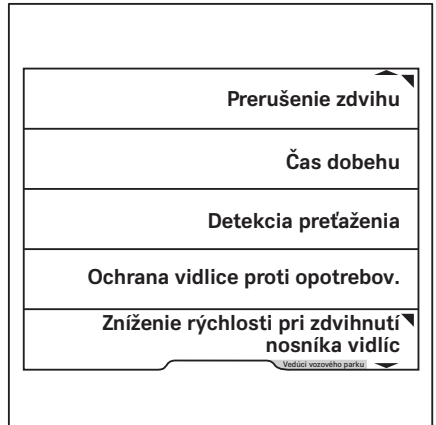 Prerušenie zdvihu
Čas dobehu
Detekcia preťaženia
Ochrana vidlice proti opotrebov.
Zníženie rýchlosti pri zdvihnutí
nosníka vidlíc
Vedúci vozového parku